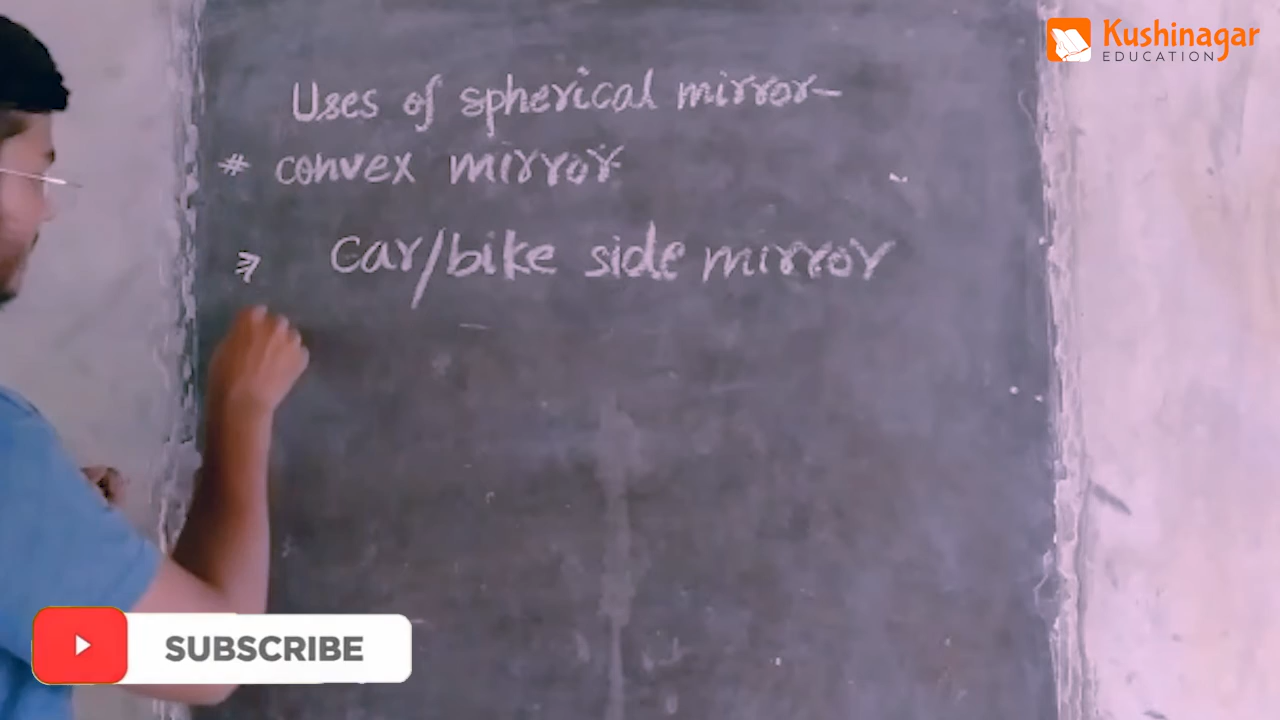 Kushinagar
EDUCATION
Uses of spherical mirror-
* convex mirror
⇒ car/bike side mirror
SUBSCRIBE